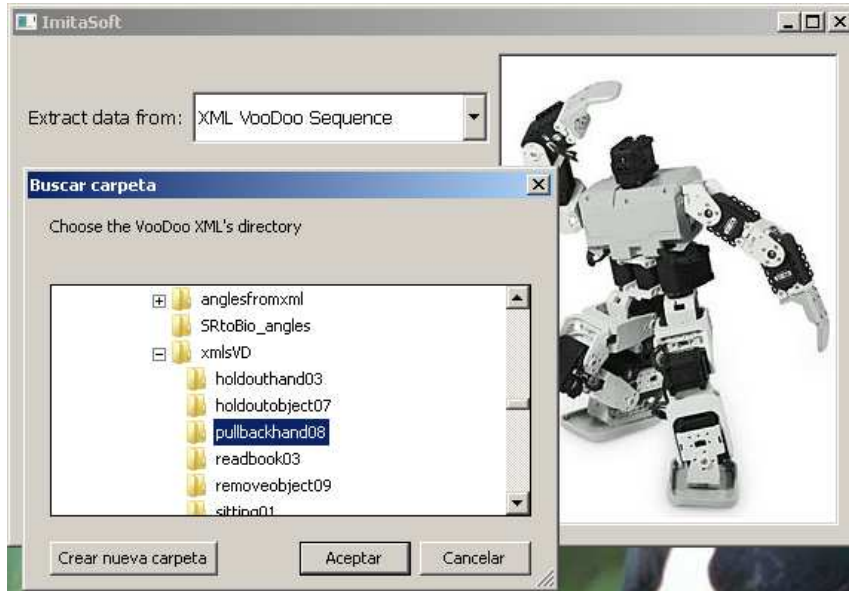 ImitaSoft
Extract data from: XML VooDoo Sequence
Buscar carpeta
Choose the VooDoo XML's directory
anglesfromxml
SRtoBio_angles
xmlsVD
holdouthand03
holdoutobject07
pullbackhand08
readbook03
removeobject09
sitting01
Crear nueva carpeta Aceptar Cancelar